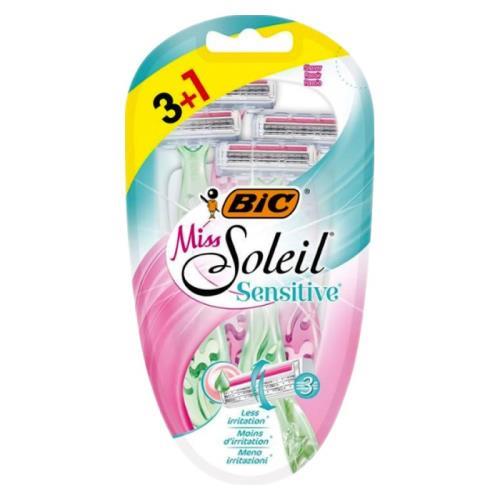 3+1
BiC
Miss
Soleil
Sensitive®
3
Less
irritation*
Moins
d'irritation*
Meno
irritazioni*